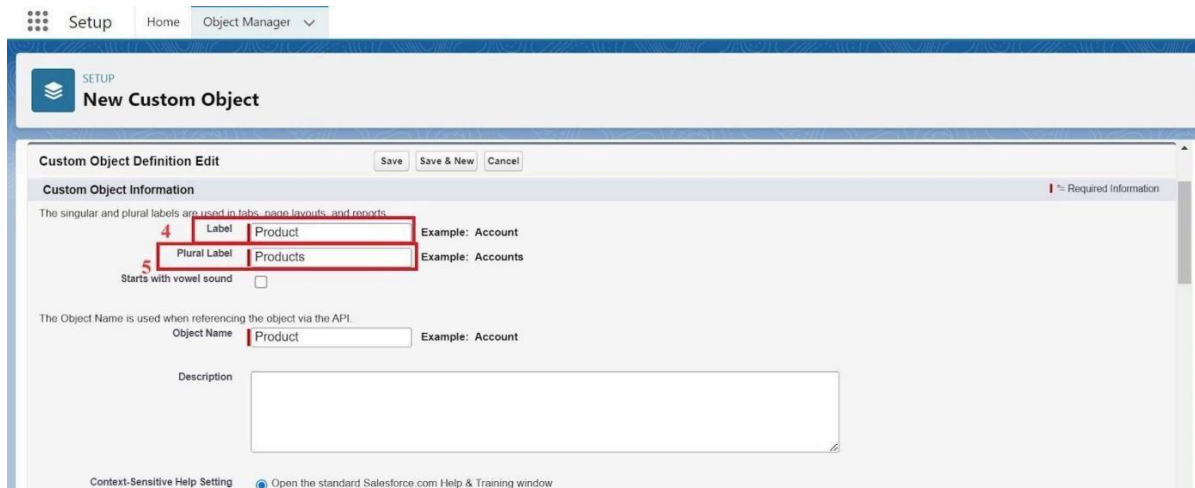 Setup Home Object Manager
SETUP
New Custom Object
Custom Object Definition Edit Save Save & New Cancel
Custom Object Information *= Required Information
The singular and plural labels are used in tabs, page layouts, and reports.
4 Label Product Example: Account
5 Plural Label Products Example: Accounts
Starts with vowel sound
The Object Name is used when referencing the object via the API.
Object Name Product Example: Account
Description
Context-Sensitive Help Setting Open the standard Salesforce.com Help & Training window